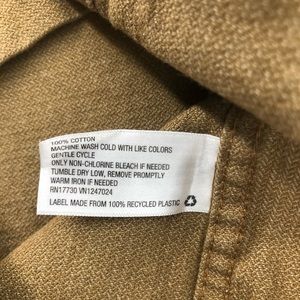 100% COTTON
MACHINE WASH COLD WITH LIKE COLORS
GENTLE CYCLE
ONLY NON-CHLORINE BLEACH IF NEEDED
TUMBLE DRY LOW, REMOVE PROMPTLY
WARM IRON IF NEEDED
RN17730 VN1247024
LABEL MADE FROM 100% RECYCLED PLASTIC